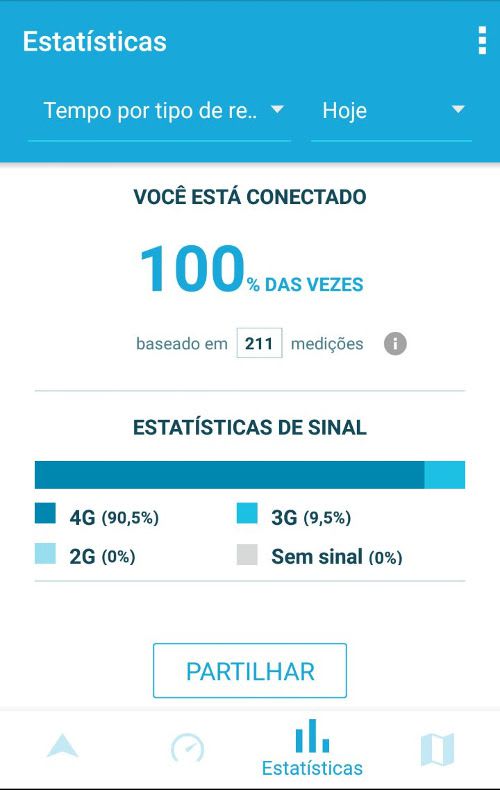 Estatísticas
Tempo por tipo de re.. Hoje
VOCÊ ESTÁ CONECTADO
100% DAS VEZES
baseado em 211 medições i
ESTATÍSTICAS DE SINAL
4G (90,5%) 3G (9,5%)
2G (0%) Sem sinal (0%)
PARTILHAR
Estatísticas